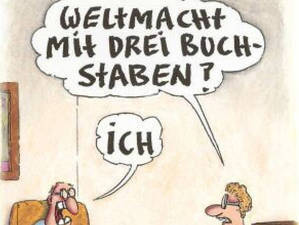 WELTMACHT
MIT DREI BUCH-
STABEN?
ICH